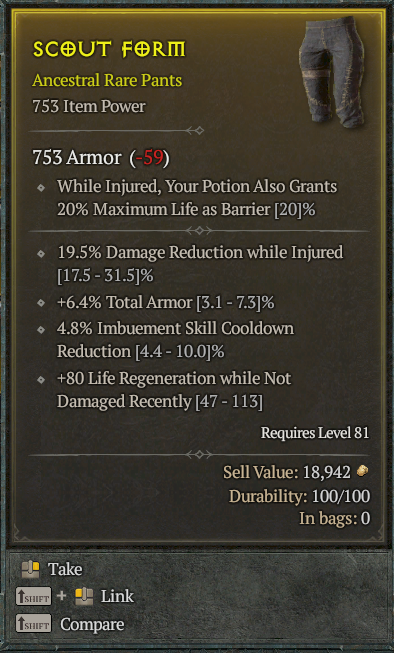 SCOUT FORM
Ancestral Rare Pants
753 Item Power
753 Armor (-59)
While Injured, Your Potion Also Grants
20% Maximum Life as Barrier [20]%
19.5% Damage Reduction while Injured
[17.5 - 31.5]%
+6.4% Total Armor [3.1 - 7.3]%
4.8% Imbuement Skill Cooldown
Reduction [4.4 - 10.0]%
+80 Life Regeneration while Not
Damaged Recently [47 - 113]
Requires Level 81
Sell Value: 18,942
Durability: 100/100
In bags: 0
Take
SHIFT + Link
SHIFT Compare